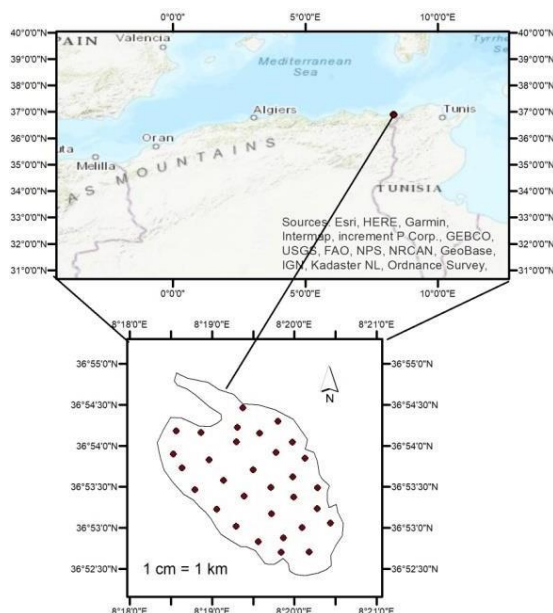 0°0'0" 5°0'0"E 10°0'0"E
40°0'0"N 40°0'0"N
PAIN Valencia Tyrrhe
Se
39°0'0"N 39°0'0"N
Mediterranean
Sea
38°0'0"N 38°0'0"N
37°0'0"N Algiers Tunis 37°0'0"N
36°0'0"N Oran 36°0'0"N
uta Melilla
35°0'0"N 35°0'0"N
AS MOUNTAINS
34°0'0"N TUNISIA 34°0'0"N
33°0'0"N Sources: Esri, HERE, Garmin, 33°0'0"N
Intermap, increment P Corp., GEBCO,
32°0'0"N USGS, FAO, NPS, NRCAN, GeoBase, 32°0'0"N
31°0'0"N IGN, Kadaster NL, Ordnance Survey, 31°0'0"N
0°0'0" 5°0'0"E 10°0'0"E
8°18'0"E 8°19'0"E 8°20'0"E 8°21'0"E
36°55'0"N 36°55'0"N
N
36°54'30"N 36°54'30"N
36°54'0"N 36°54'0"N
36°53'30"N 36°53'30"N
36°53'0"N 36°53'0"N
1 cm = 1 km
36°52'30"N 36°52'30"N
8°18'0"E 8°19'0"E 8°20'0"E 8°21'0"E